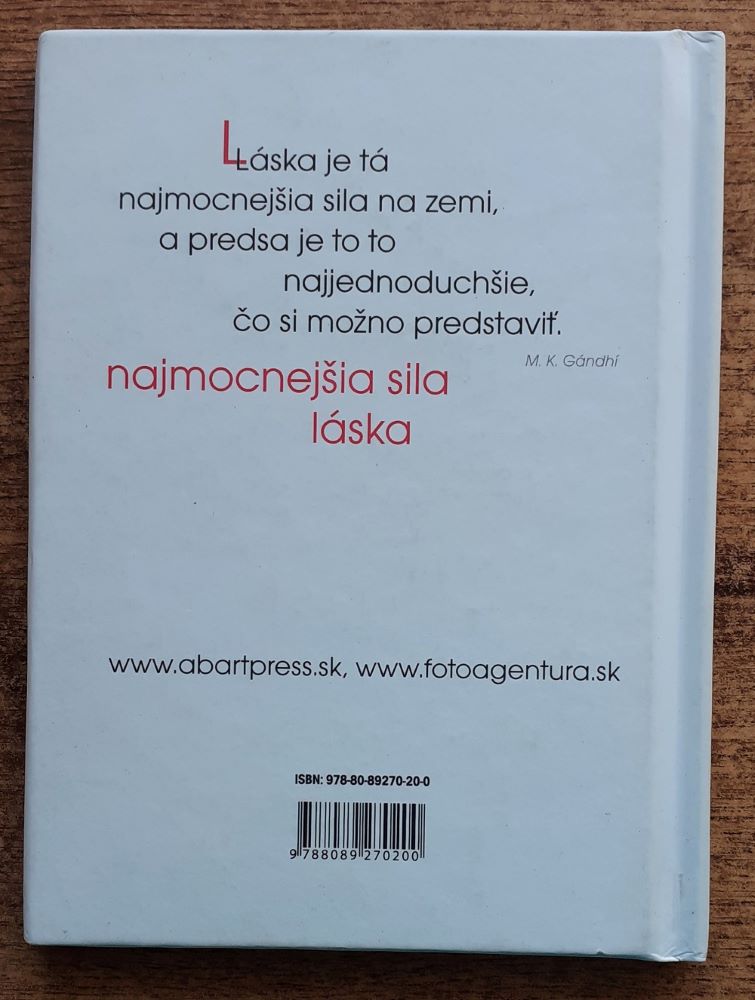 Láska je tá
najmocnejšia sila na zemi,
a predsa je to to
najjednoduchšie,
čo si možno predstaviť.
M. K. Gándhí
najmocnejšia sila
láska
www.abartpress.sk, www.fotoagentura.sk
ISBN: 978-80-89270-20-0
9 788089 270200